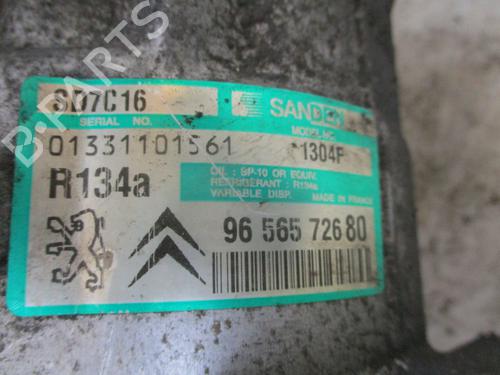 SD7C16
SANDEN
SERIAL NO.
MODEL NO.
01331101561
1304F
R134a
OIL : SP-10 OR EQUIV.
REFRIGERANT : R134a
VARIABLE DISP.
MADE IN FRANCE
96 565 726 80
B-PARTS